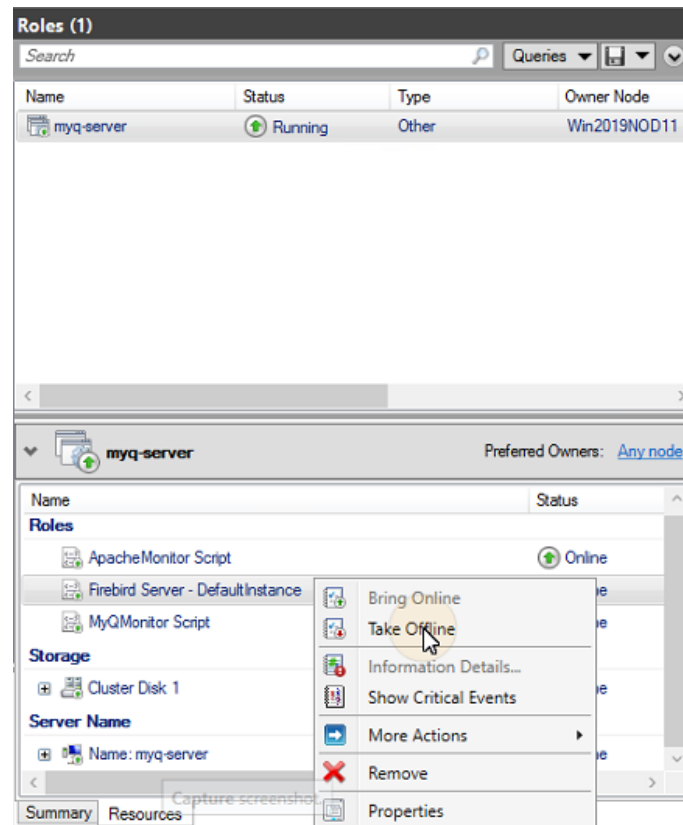 Roles (1)
Search Queries
Name Status Type Owner Node
myq-server Running Other Win2019NOD11
myq-server Preferred Owners: Any node
Name Status
Roles
ApacheMonitor Script Online
Firebird Server - DefaultInstance
MyQMonitor Script
Storage
Cluster Disk 1
Server Name
Name: myq-server
Bring Online
Take Offline
Information Details...
Show Critical Events
More Actions
Remove
Properties
Capture screenshot
Summary Resources